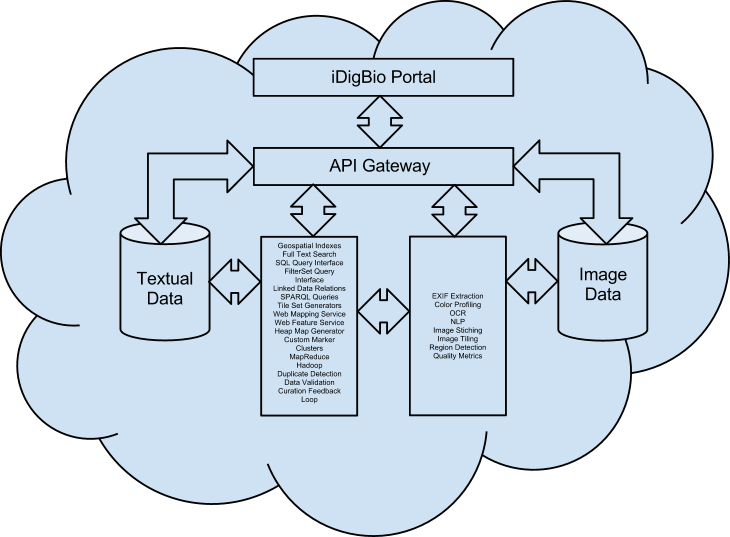 iDigBio Portal
API Gateway
Textual
Data
Geospatial Indexes
Full Text Search
SQL Query Interface
FilterSet Query
Interface
Linked Data Relations
SPARQL Queries
Tile Set Generators
Web Mapping Service
Web Feature Service
Heap Map Generator
Custom Marker
Clusters
MapReduce
Hadoop
Duplicate Detection
Data Validation
Curation Feedback
Loop
EXIF Extraction
Color Profiling
OCR
NLP
Image Stiching
Image Tiling
Region Detection
Quality Metrics
Image
Data